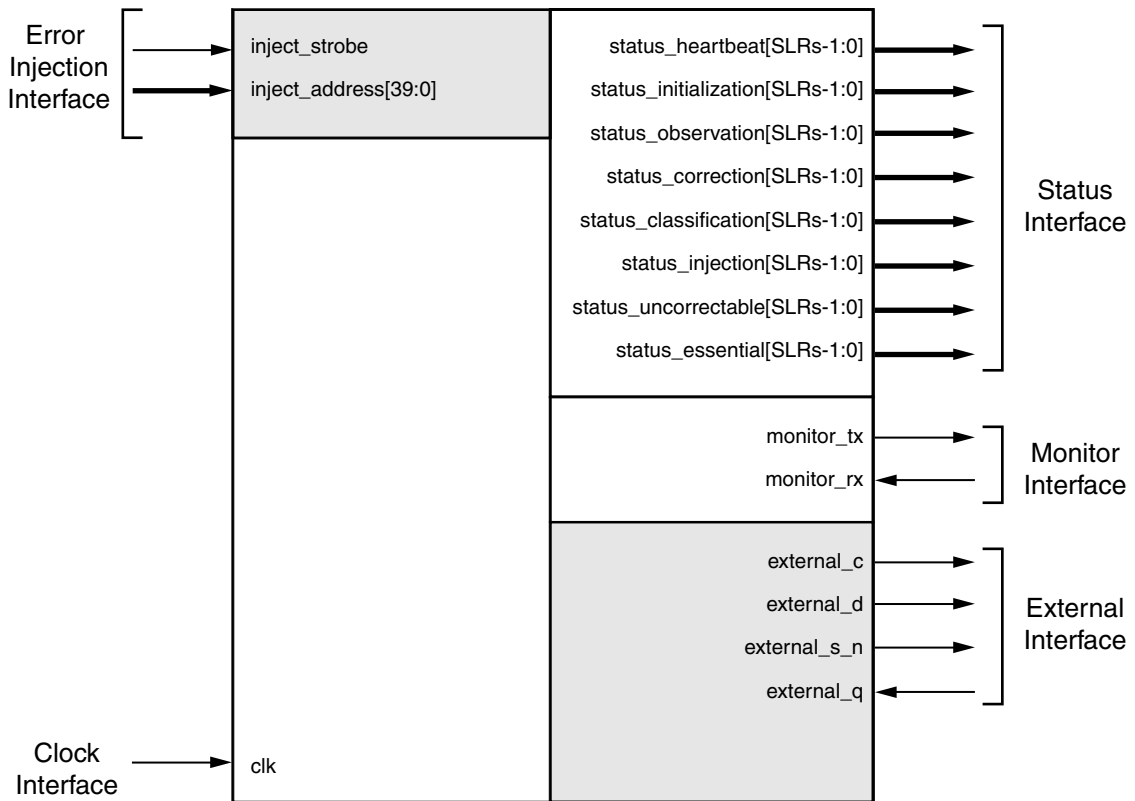 Error
Injection
Interface
inject_strobe
inject_address[39:0]
status_heartbeat[SLRs-1:0]
status_initialization[SLRs-1:0]
status_observation[SLRs-1:0]
status_correction[SLRs-1:0]
status_classification[SLRs-1:0]
status_injection[SLRs-1:0]
status_uncorrectable[SLRs-1:0]
status_essential[SLRs-1:0]
Status
Interface
monitor_tx
monitor_rx
Monitor
Interface
external_c
external_d
external_s_n
external_q
External
Interface
Clock
Interface
clk